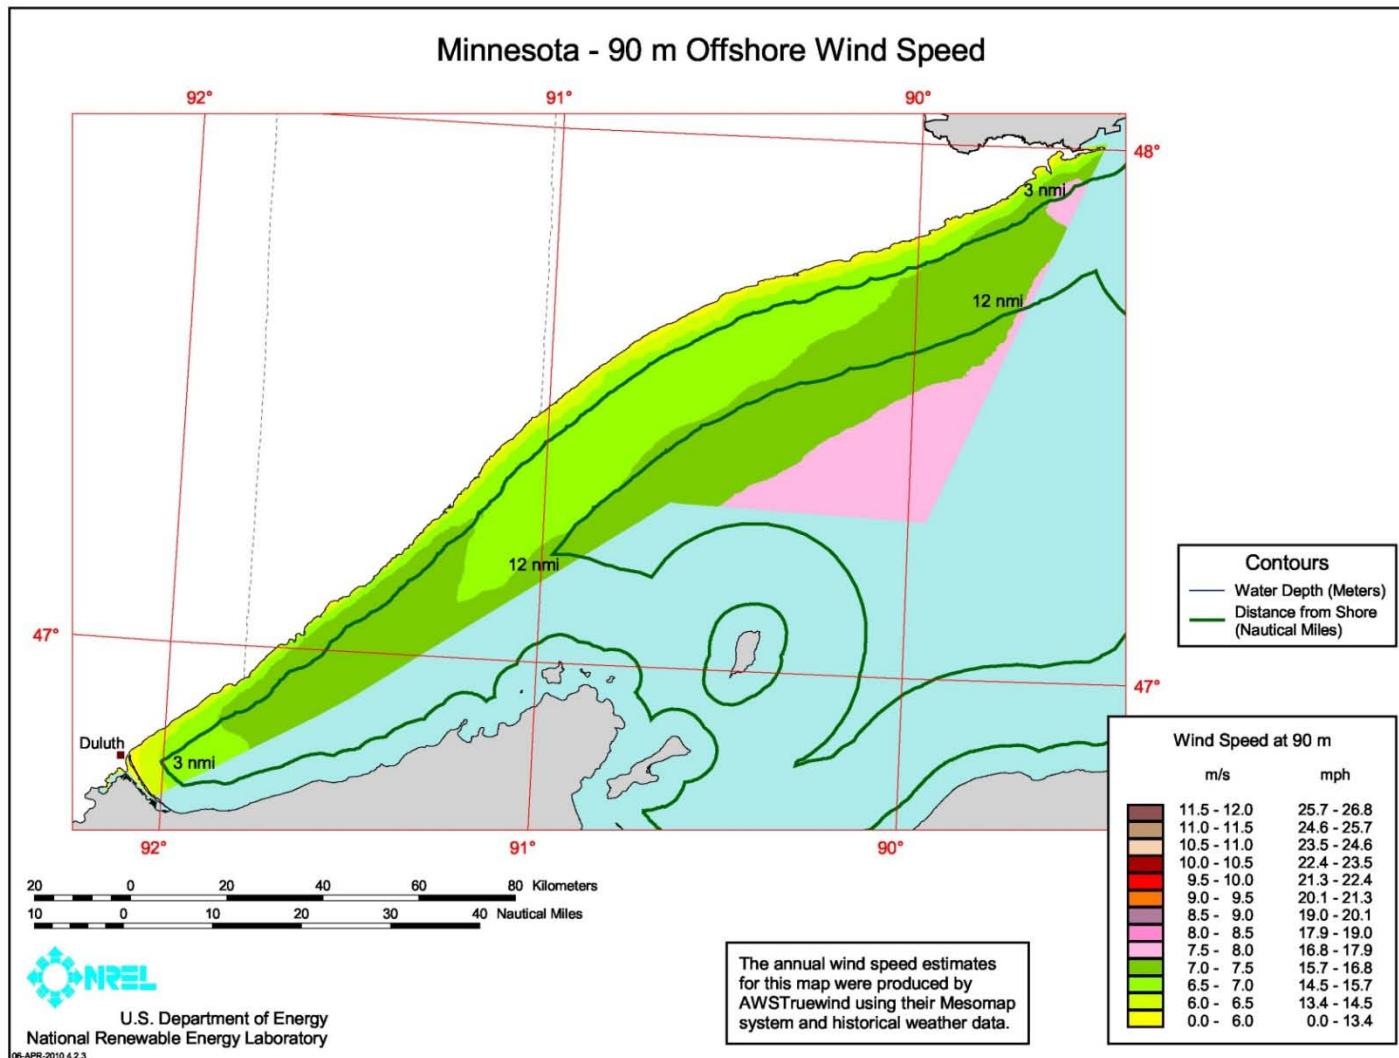 Minnesota - 90 m Offshore Wind Speed
92°
91°
90°
48°
3 nmi
12 nmi
12 nmi
47°
47°
Duluth
3 nmi
92°
91°
90°
Contours
Water Depth (Meters)
Distance from Shore
(Nautical Miles)
Wind Speed at 90 m
m/s mph
11.5 - 12.0 25.7 - 26.8
11.0 - 11.5 24.6 - 25.7
10.5 - 11.0 23.5 - 24.6
10.0 - 10.5 22.4 - 23.5
9.5 - 10.0 21.3 - 22.4
9.0 - 9.5 20.1 - 21.3
8.5 - 9.0 19.0 - 20.1
8.0 - 8.5 17.9 - 19.0
7.5 - 8.0 16.8 - 17.9
7.0 - 7.5 15.7 - 16.8
6.5 - 7.0 14.5 - 15.7
6.0 - 6.5 13.4 - 14.5
0.0 - 6.0 0.0 - 13.4
20 0 20 40 60 80 Kilometers
10 0 10 20 30 40 Nautical Miles
NREL
U.S. Department of Energy
National Renewable Energy Laboratory
06-APR-2010 4.2.3
The annual wind speed estimates
for this map were produced by
AWSTruewind using their Mesomap
system and historical weather data.